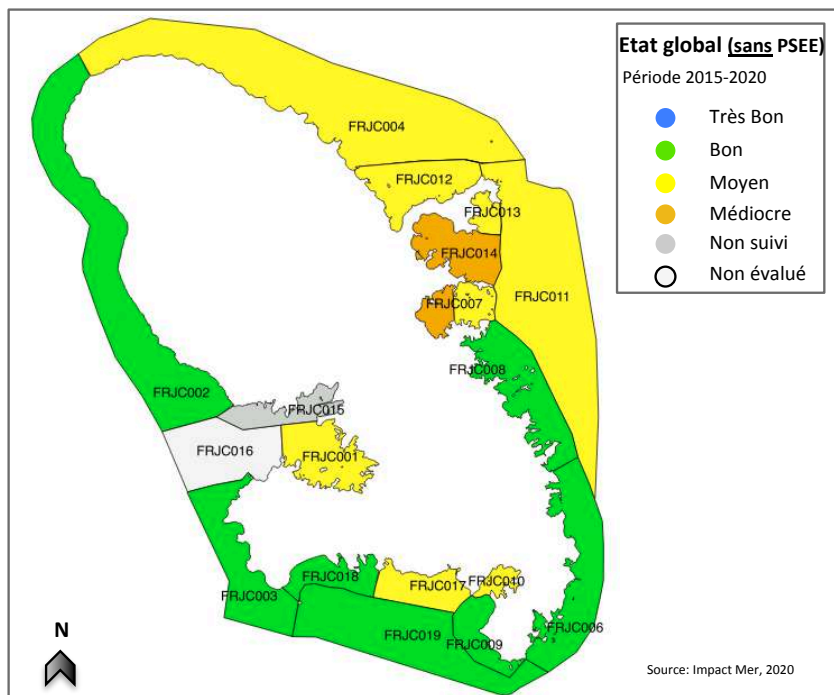 Etat global (sans PSEE)
Période 2015-2020
Très Bon
Bon
Moyen
Médiocre
Non suivi
Non évalué
FRJC004
FRJC012
FRJC013
FRJC014
FRJC007
FRJC011
FRJC008
FRJC002
FRJC015
FRJC016
FRJC001
FRJC018
FRJC017
FRJC010
FRJC003
FRJC019
FRJC009
FRJC006
N
Source: Impact Mer, 2020